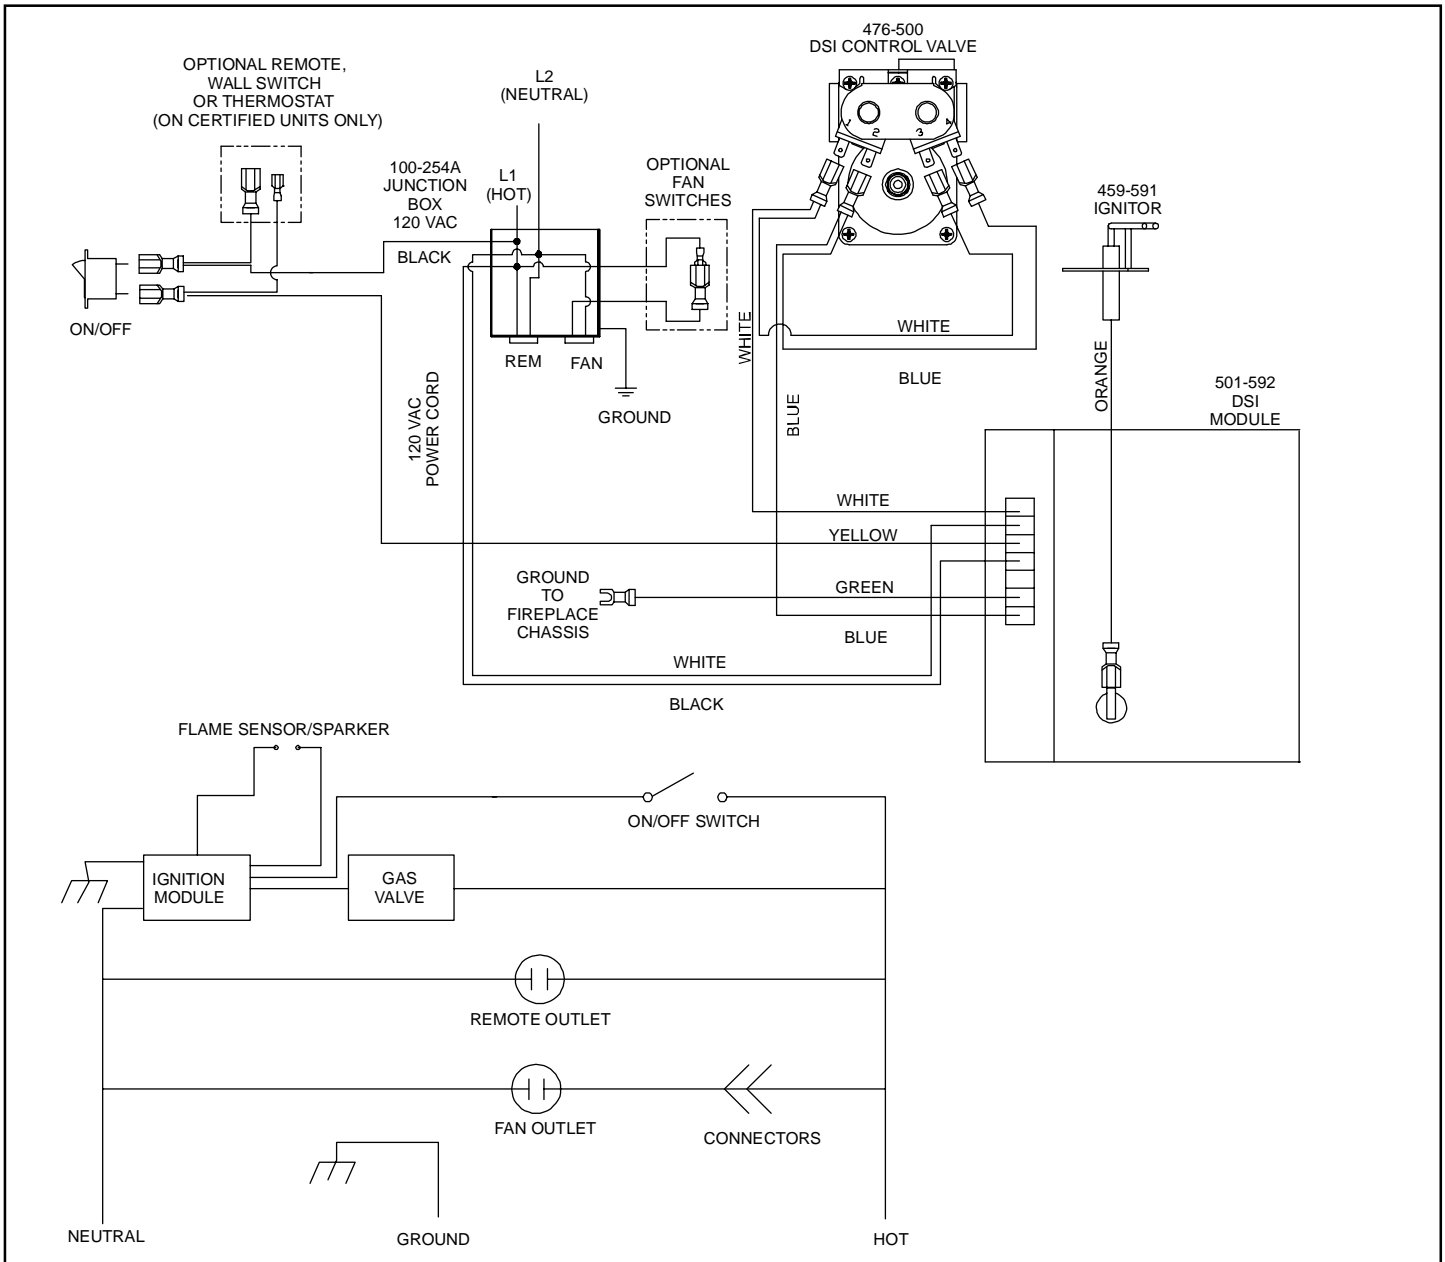 476-500
DSI CONTROL VALVE
OPTIONAL REMOTE,
WALL SWITCH
OR THERMOSTAT
(ON CERTIFIED UNITS ONLY)
L2
(NEUTRAL)
100-254A
JUNCTION
BOX
120 VAC
L1
(HOT)
OPTIONAL
FAN
SWITCHES
1
2
3
4
459-591
IGNITOR
BLACK
ON/OFF
REM
FAN
GROUND
WHITE
WHITE
BLUE
BLUE
ORANGE
120 VAC
POWER CORD
501-592
DSI
MODULE
WHITE
YELLOW
GROUND
TO
FIREPLACE
CHASSIS
GREEN
BLUE
WHITE
BLACK
FLAME SENSOR/SPARKER
ON/OFF SWITCH
IGNITION
MODULE
GAS
VALVE
REMOTE OUTLET
FAN OUTLET
CONNECTORS
NEUTRAL
GROUND
HOT